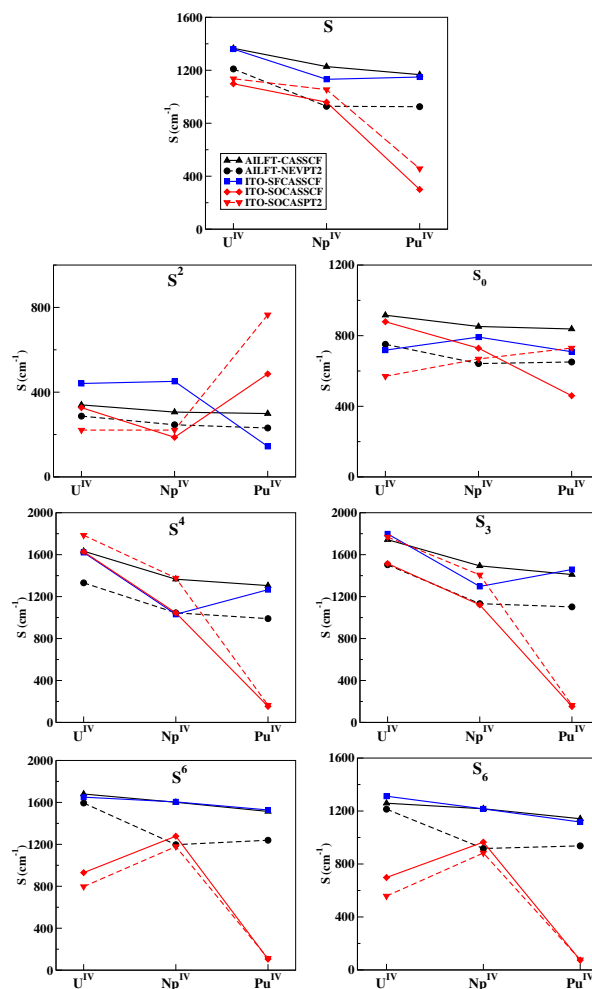 S
1600
1200
800
400
0
S (cm⁻¹)
AILFT-CASSCF
AILFT-NEVPT2
ITO-SFCASSCF
ITO-SOCASSCF
ITO-SOCASPT2
U^IV Np^IV Pu^IV
S²
800
400
0
S (cm⁻¹)
U^IV Np^IV Pu^IV
S₀
1200
800
400
0
S (cm⁻¹)
U^IV Np^IV Pu^IV
S⁴
2000
1600
1200
800
400
0
S (cm⁻¹)
U^IV Np^IV Pu^IV
S₃
2000
1600
1200
800
400
0
S (cm⁻¹)
U^IV Np^IV Pu^IV
S⁶
2000
1600
1200
800
400
0
S (cm⁻¹)
U^IV Np^IV Pu^IV
S₆
1600
1200
800
400
0
S (cm⁻¹)
U^IV Np^IV Pu^IV